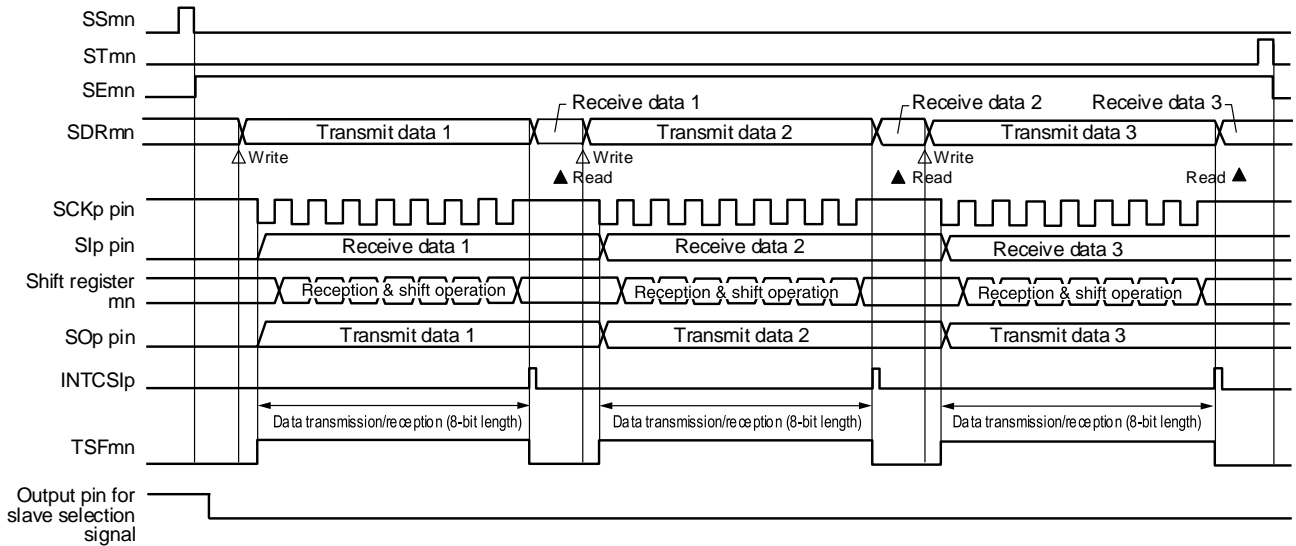 SSmn
STmn
SEmn
Receive data 1
Receive data 2
Receive data 3
SDRmn
Transmit data 1
Transmit data 2
Transmit data 3
Write
Write
Write
Read
Read
Read
SCKp pin
SIp pin
Receive data 1
Receive data 2
Receive data 3
Shift register
mn
Reception & shift operation
Reception & shift operation
Reception & shift operation
SOp pin
Transmit data 1
Transmit data 2
Transmit data 3
INTCSIp
Data transmission/reception (8-bit length)
Data transmission/reception (8-bit length)
Data transmission/reception (8-bit length)
TSFmn
Output pin for
slave selection
signal